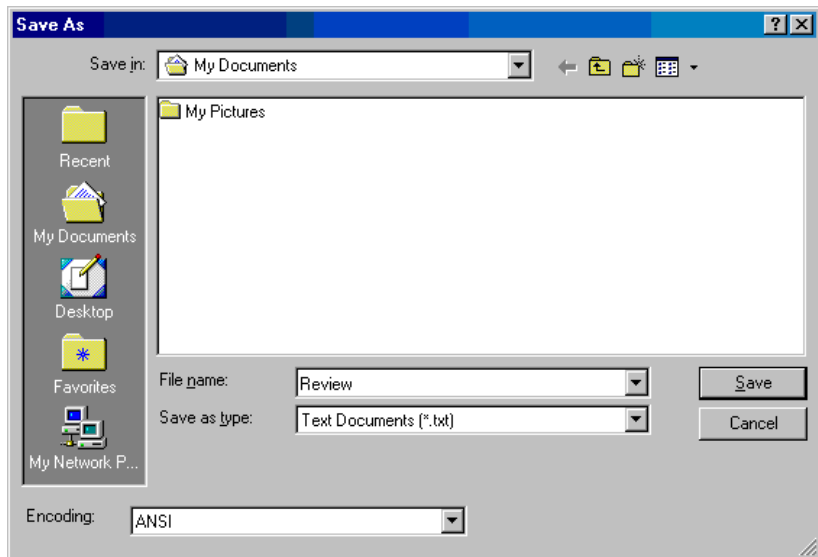 Save As
Save in: My Documents
My Pictures
Recent
My Documents
Desktop
Favorites
My Network P...
File name: Review
Save
Save as type: Text Documents (*.txt)
Cancel
Encoding: ANSI